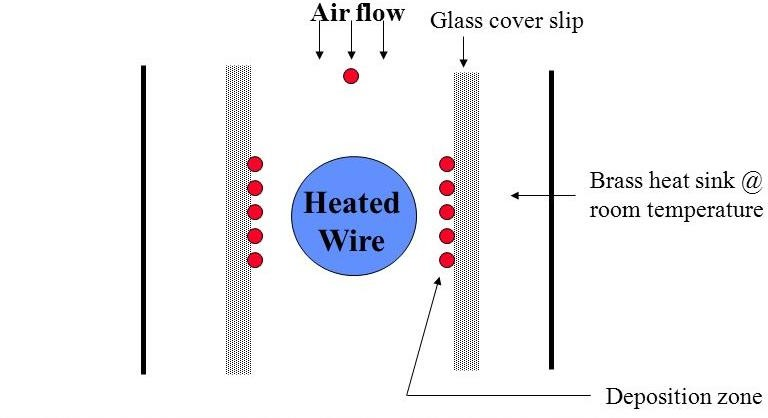 Air flow
Glass cover slip
Heated
Wire
Brass heat sink @
room temperature
Deposition zone